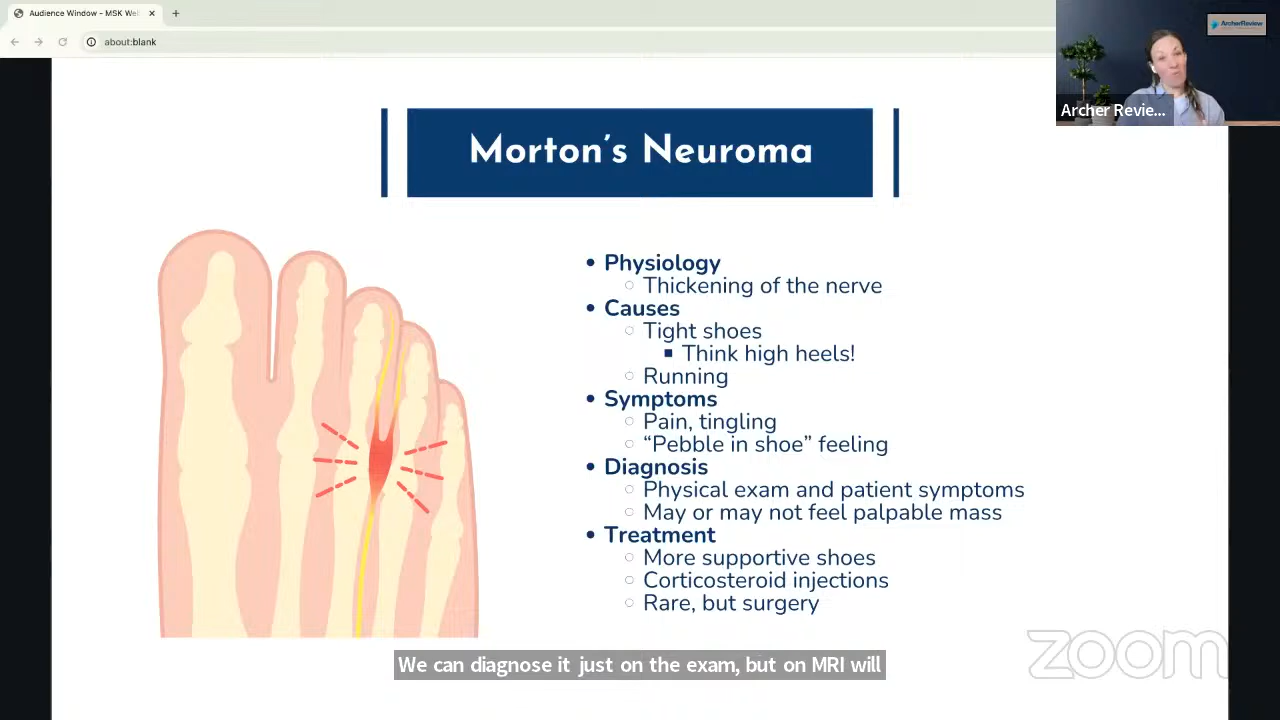 Audience Window – MSK Wel
about:blank
ArcherReview
Archer Revie...
Morton's Neuroma
• Physiology
○ Thickening of the nerve
• Causes
○ Tight shoes
■ Think high heels!
○ Running
• Symptoms
○ Pain, tingling
○ “Pebble in shoe” feeling
• Diagnosis
○ Physical exam and patient symptoms
○ May or may not feel palpable mass
• Treatment
○ More supportive shoes
○ Corticosteroid injections
○ Rare, but surgery
We can diagnose it just on the exam, but on MRI will
zoom